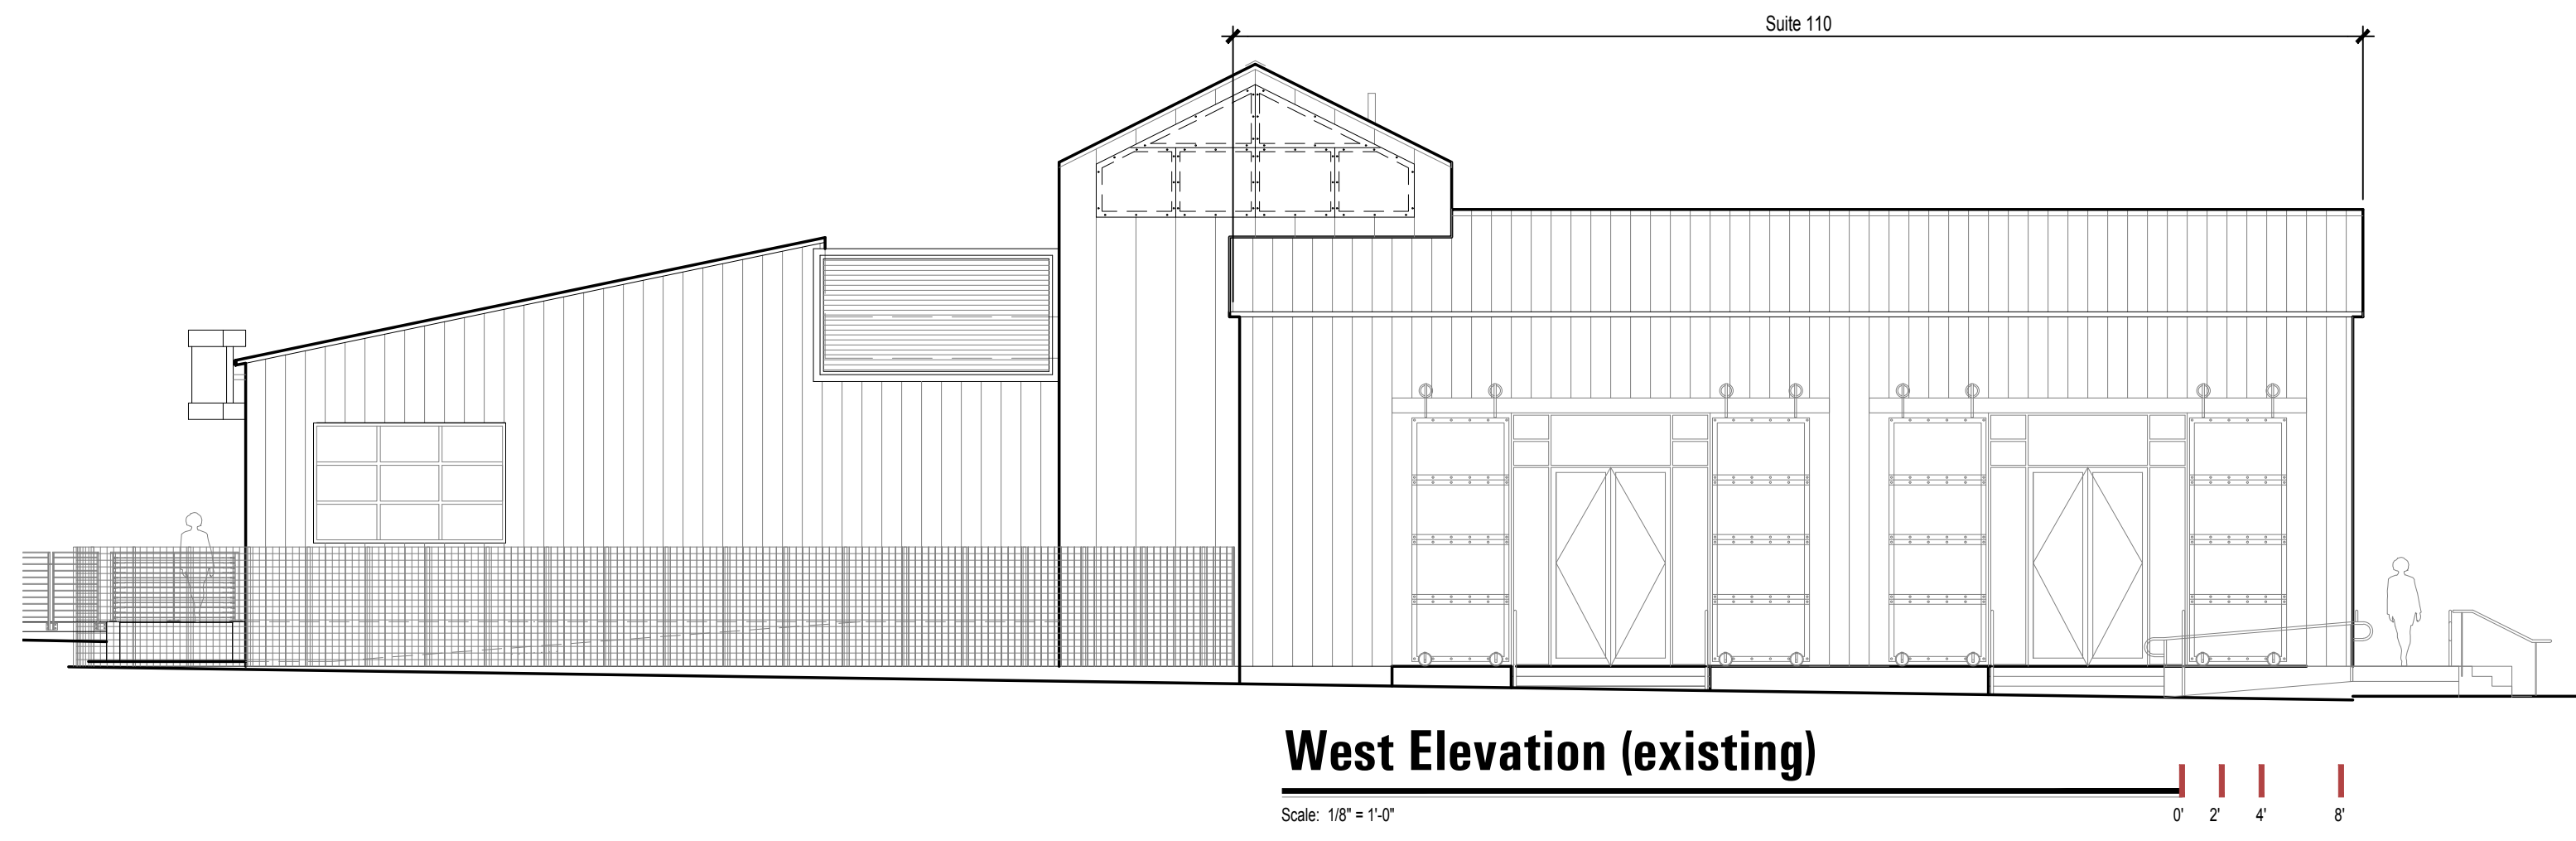 Suite 110
West Elevation (existing)
Scale: 1/8" = 1'-0"
0' 2' 4' 8'